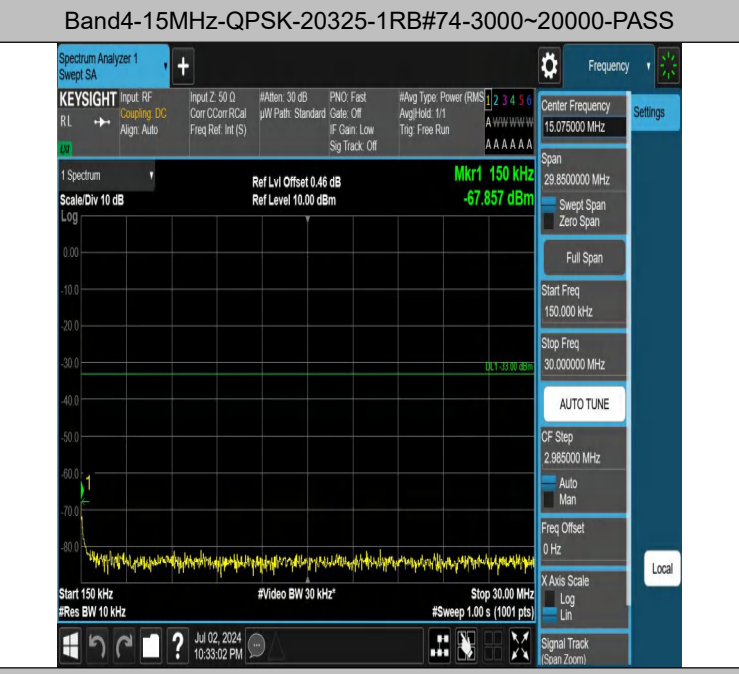 Band4-15MHz-QPSK-20325-1RB#74-3000~20000-PASS
Spectrum Analyzer 1
Swept SA
Frequency
KEYSIGHT
RL
LXI
Input: RF
Coupling: DC
Align: Auto
Input Z: 50 Ω
Corr CCorr RCal
Freq Ref: Int (S)
#Atten: 30 dB
µW Path: Standard
PNO: Fast
Gate: Off
IF Gain: Low
Sig Track: Off
#Avg Type: Power (RMS
Avg|Hold: 1/1
Trig: Free Run
1 2 3 4 5 6
A W W W W W
A A A A A A
1 Spectrum
Scale/Div 10 dB
Log
Ref Lvl Offset 0.46 dB
Ref Level 10.00 dBm
Mkr1 150 kHz
-67.857 dBm
0.00
-10.0
-20.0
-30.0
DL1 -33.00 dBm
-40.0
-50.0
-60.0
1
-70.0
-80.0
Start 150 kHz
#Video BW 30 kHz*
Stop 30.00 MHz
#Res BW 10 kHz
#Sweep 1.00 s (1001 pts)
Jul 02, 2024
10:33:02 PM
Center Frequency
15.075000 MHz
Settings
Span
29.8500000 MHz
Swept Span
Zero Span
Full Span
Start Freq
150.000 kHz
Stop Freq
30.000000 MHz
AUTO TUNE
CF Step
2.985000 MHz
Auto
Man
Freq Offset
0 Hz
X Axis Scale
Log
Lin
Local
Signal Track
(Span Zoom)